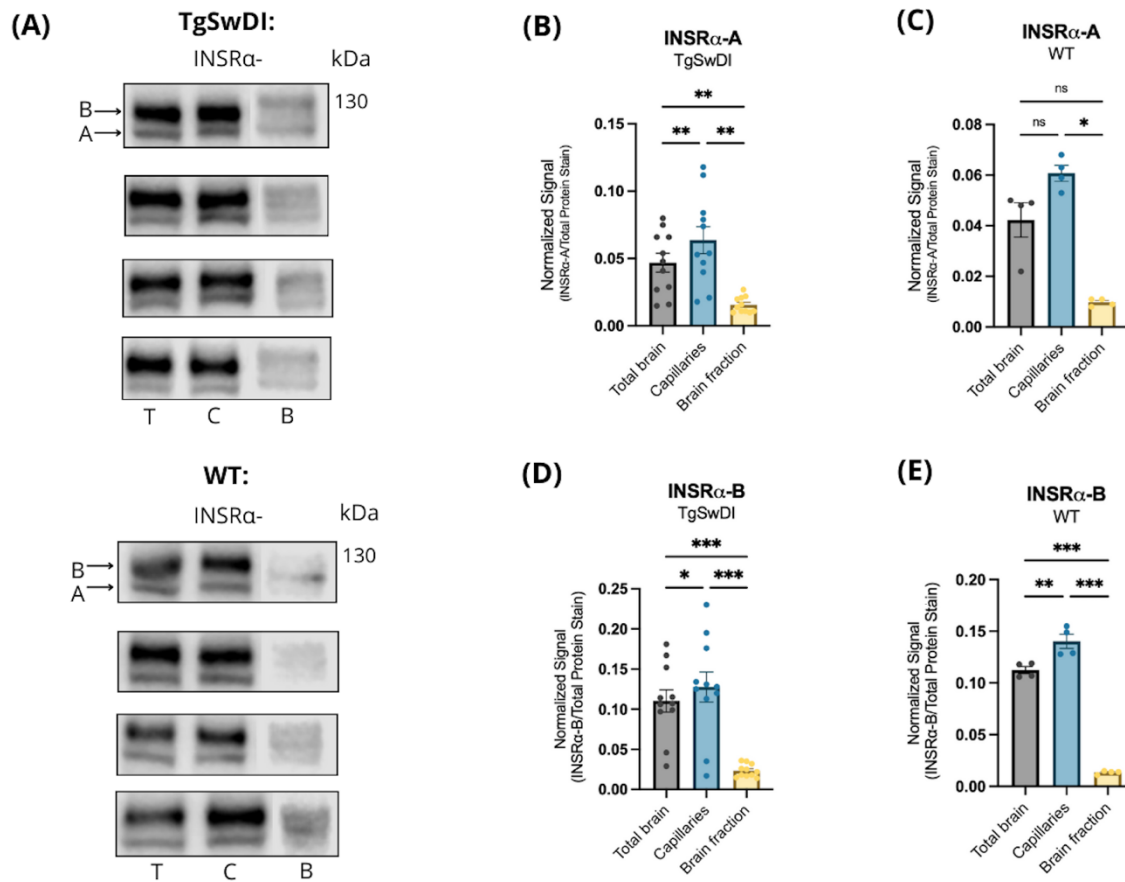 (A)
TgSwDI:
INSRα-
kDa
130
B
A
T C B
WT:
INSRα-
kDa
130
B
A
T C B
(B)
INSRα-A
TgSwDI
**
** **
0.15
0.10
0.05
0.00
Normalized Signal
(INSRα-A/Total Protein Stain)
Total brain
Capillaries
Brain fraction
(C)
INSRα-A
WT
ns
ns *
0.08
0.06
0.04
0.02
0.00
Normalized Signal
(INSRα-A/Total Protein Stain)
Total brain
Capillaries
Brain fraction
(D)
INSRα-B
TgSwDI
***
* ***
0.25
0.20
0.15
0.10
0.05
0.00
Normalized Signal
(INSRα-B/Total Protein Stain)
Total brain
Capillaries
Brain fraction
(E)
INSRα-B
WT
***
** ***
0.20
0.15
0.10
0.05
0.00
Normalized Signal
(INSRα-B/Total Protein Stain)
Total brain
Capillaries
Brain fraction